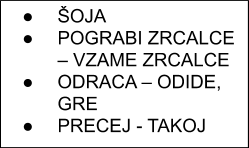 ● ŠOJA
● POGRABI ZRCALCE
– VZAME ZRCALCE
● ODRACA – ODIDE,
GRE
● PRECEJ - TAKOJ